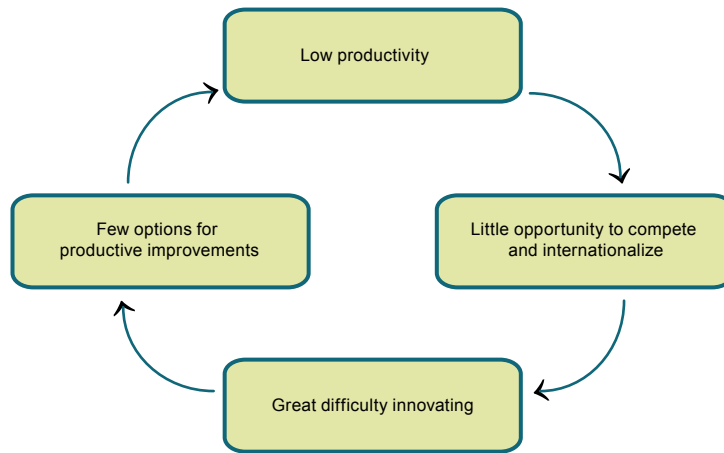 Low productivity
Few options for
productive improvements
Little opportunity to compete
and internationalize
Great difficulty innovating